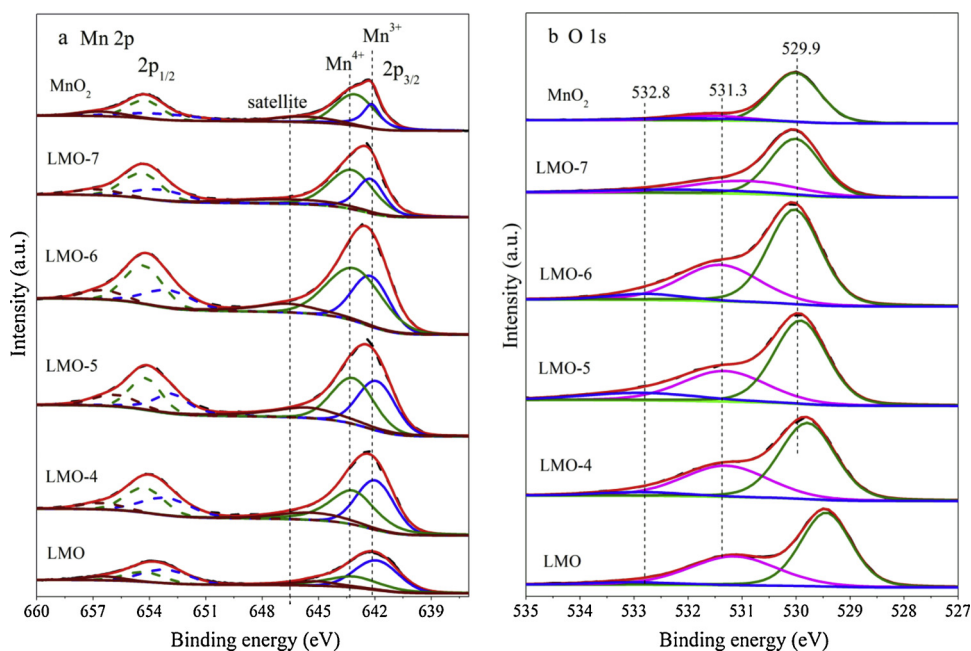 a Mn 2p
Mn³⁺
Mn⁴⁺
2p₁/₂
2p₃/₂
satellite
MnO₂
LMO-7
LMO-6
LMO-5
LMO-4
LMO
Intensity (a.u.)
660 657 654 651 648 645 642 639
Binding energy (eV)
b O 1s
529.9
532.8 531.3
MnO₂
LMO-7
LMO-6
LMO-5
LMO-4
LMO
Intensity (a.u.)
535 534 533 532 531 530 529 528 527
Binding energy (eV)